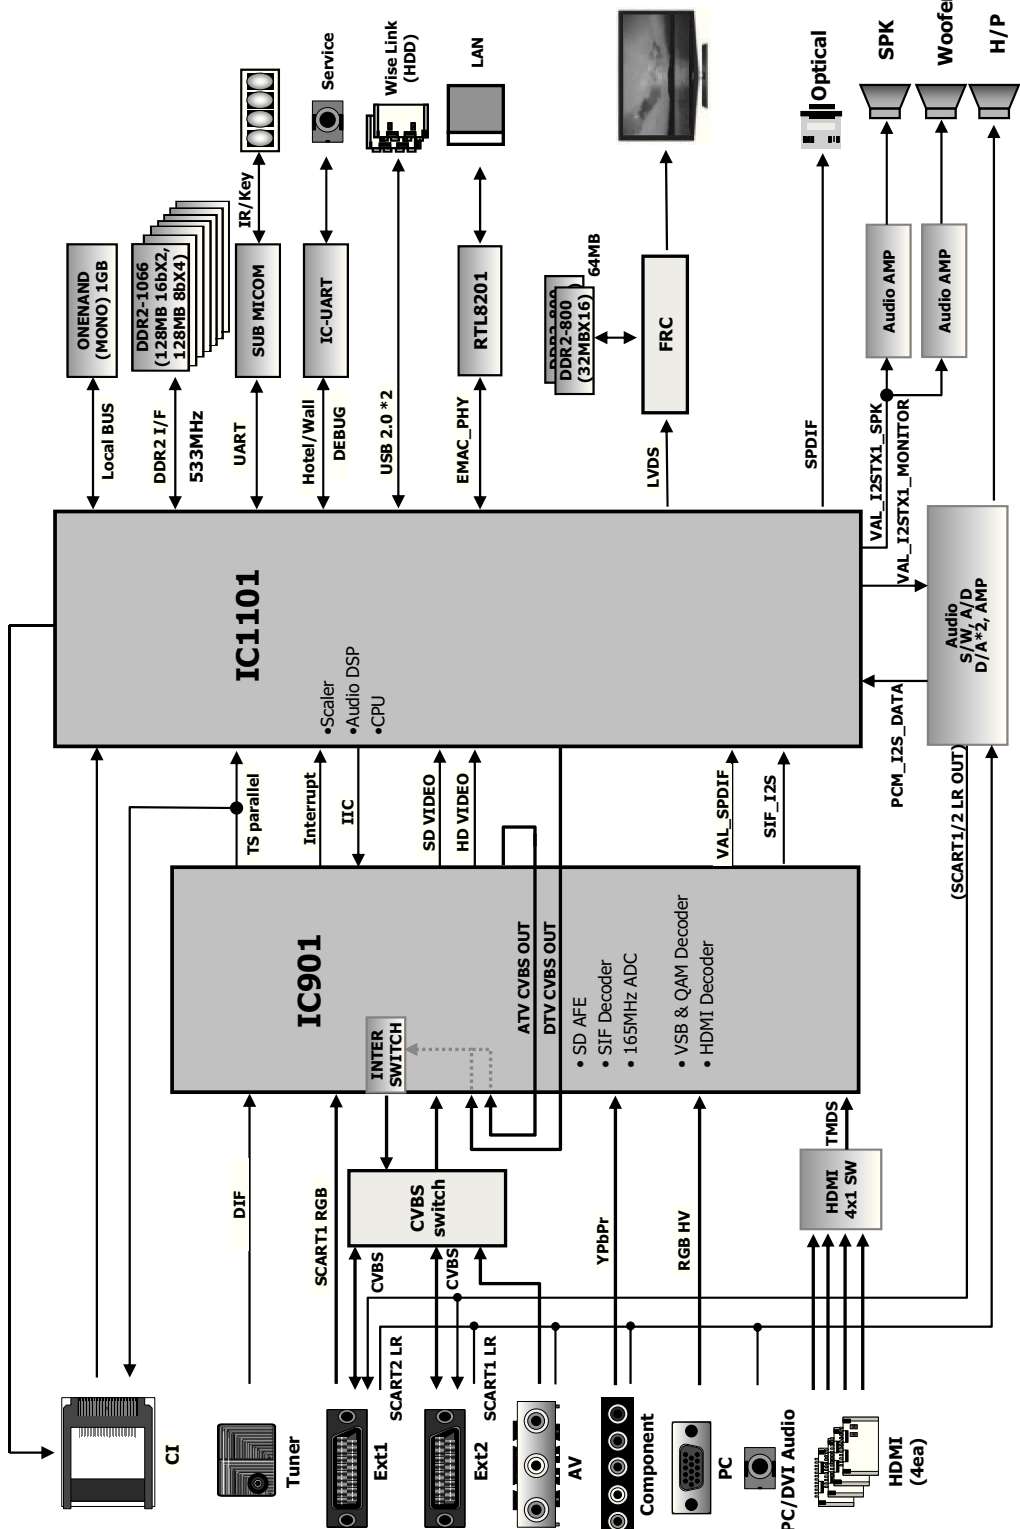 SPK
Woofer
H/P
Optical
Service
Wise Link
(HDD)
LAN
IR/Key
ONENAND
(MONO) 1GB
DDR2-1066
(128MB 16bX2,
128MB 8bX4)
SUB MICOM
IC-UART
RTL8201
64MB
DDR2-800
DDR2-800
(32MBX16)
FRC
Audio AMP
Audio AMP
Local BUS
DDR2 I/F
533MHz
UART
Hotel/Wall
DEBUG
USB 2.0 *2
EMAC_PHY
LVDS
SPDIF
VAL_I2STX1_SPK
VAL_I2STX1_MONITOR
IC1101
•Scaler
•Audio DSP
•CPU
Audio
S/W, A/D
D/A*2, AMP
PCM_I2S_DATA
(SCART1/2 LR OUT)
TS parallel
Interrupt
IIC
SD VIDEO
HD VIDEO
VAL_SPDIF
SIF_I2S
IC901
INTER
SWITCH
ATV CVBS OUT
DTV CVBS OUT
• SD AFE
• SIF Decoder
• 165MHz ADC
• VSB & QAM Decoder
• HDMI Decoder
DIF
SCART1 RGB
CVBS
switch
CVBS
CVBS
YPbPr
RGB HV
TMDS
HDMI
4x1 SW
SCART2 LR
SCART1 LR
CI
Tuner
Ext1
Ext2
AV
Component
PC
PC/DVI Audio
HDMI
(4ea)